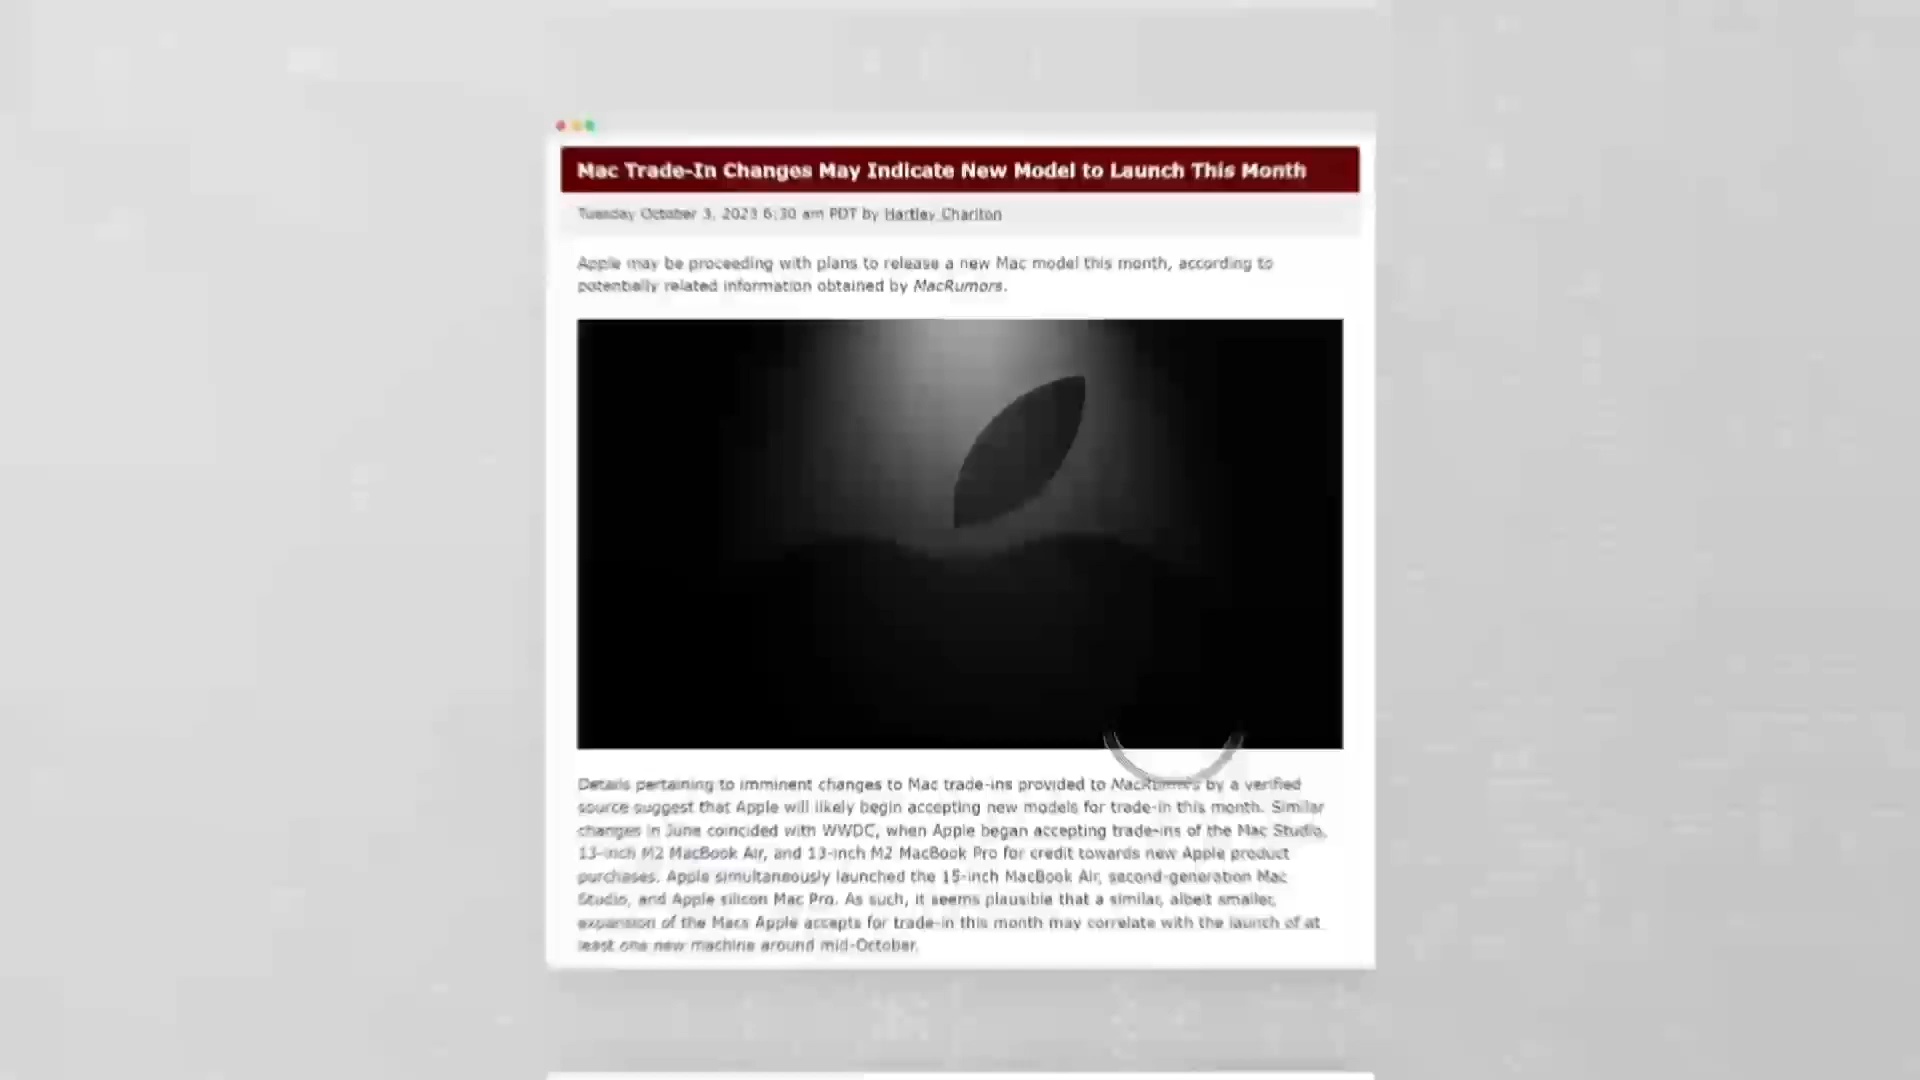 Mac Trade-In Changes May Indicate New Model to Launch This Month
Tuesday October 3, 2023 6:30 am PDT by Hartley Charlton
Apple may be proceeding with plans to release a new Mac model this month, according to
potentially related information obtained by MacRumors.
Details pertaining to imminent changes to Mac trade-ins provided to MacRumors by a verified
source suggest that Apple will likely begin accepting new models for trade-in this month. Similar
changes in June coincided with WWDC, when Apple began accepting trade-ins of the Mac Studio,
13-inch M2 MacBook Air, and 13-inch M2 MacBook Pro for credit towards new Apple product
purchases. Apple simultaneously launched the 15-inch MacBook Air, second-generation Mac
Studio, and Apple silicon Mac Pro. As such, it seems plausible that a similar, albeit smaller,
expansion of the Macs Apple accepts for trade-in this month may correlate with the launch of at
least one new machine around mid-October.